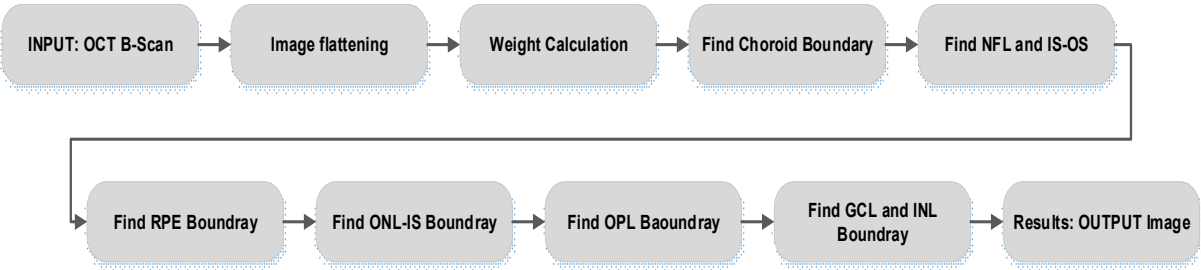 INPUT: OCT B-Scan
Image flattening
Weight Calculation
Find Choroid Boundary
Find NFL and IS-OS
Find RPE Boundray
Find ONL-IS Boundray
Find OPL Baoundray
Find GCL and INL
Boundray
Results: OUTPUT Image